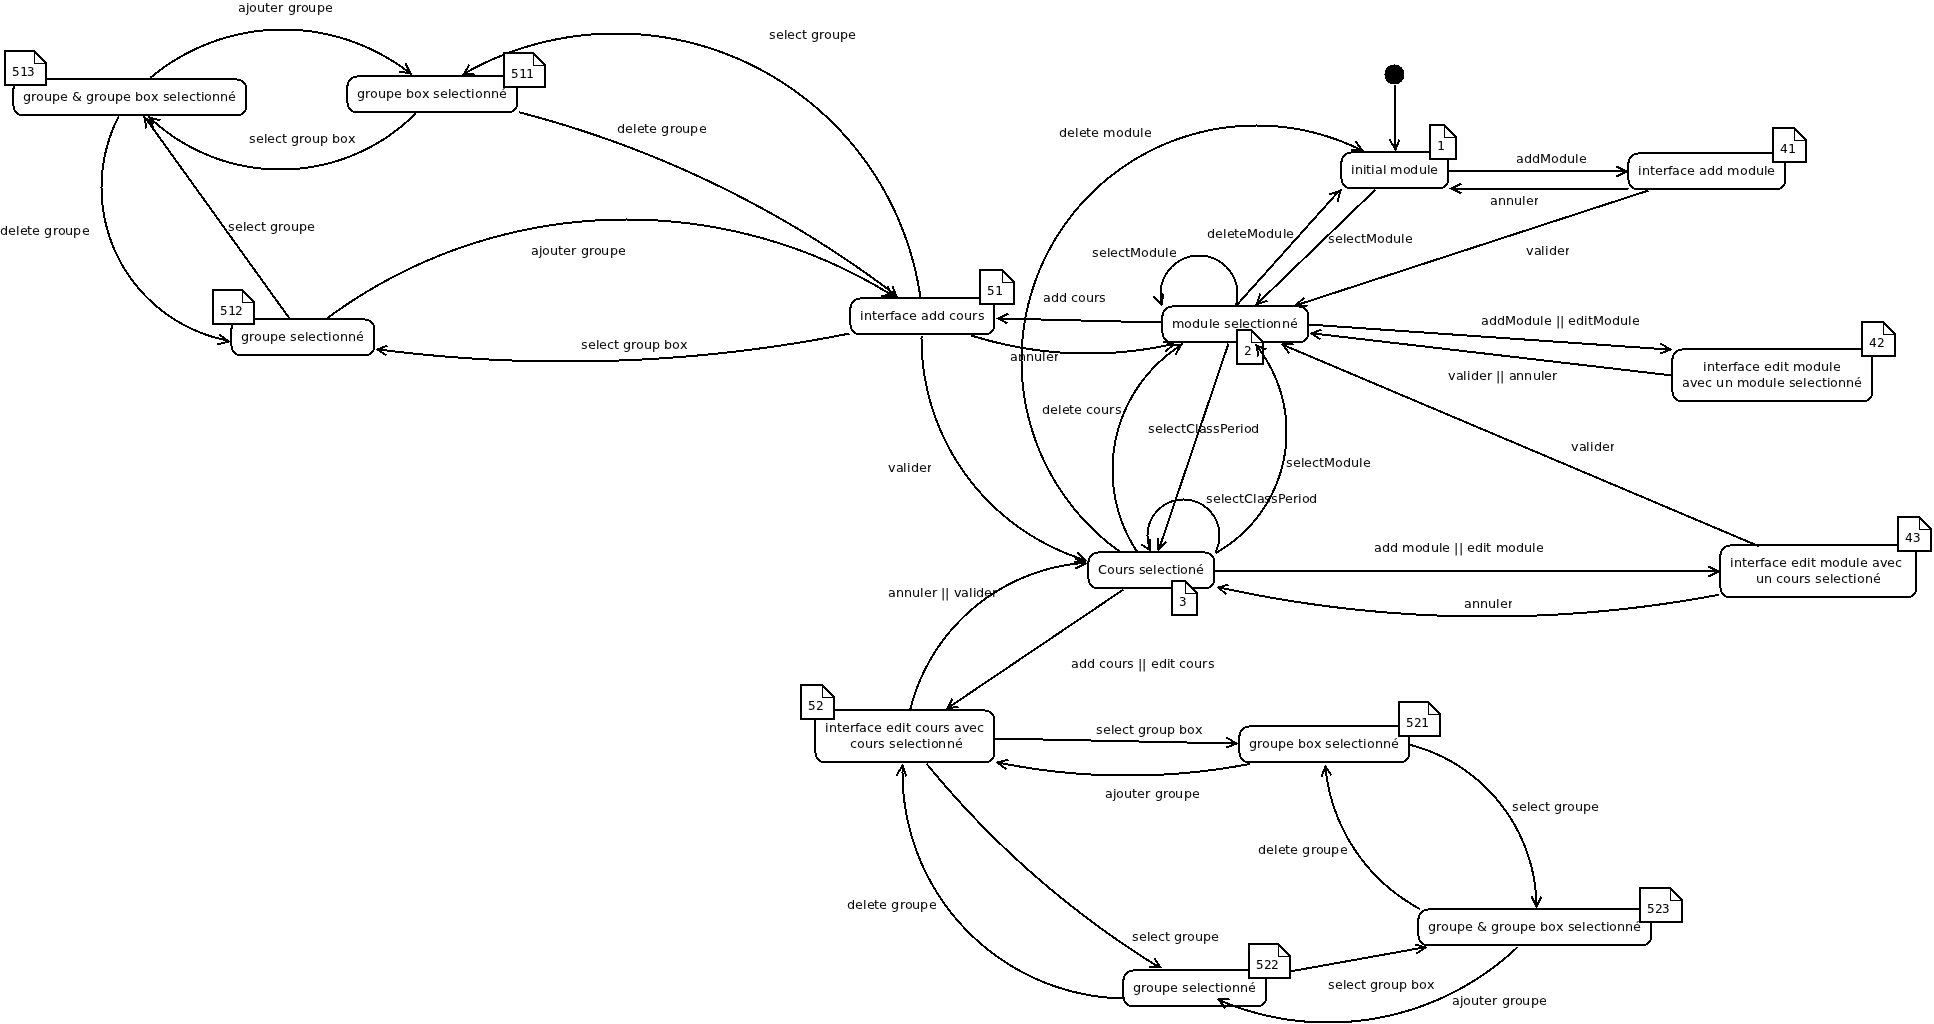 ajouter groupe
select groupe
513
511
groupe & groupe box selectionné
groupe box selectionné
delete groupe
select group box
delete module
1
41
initial module
addModule
interface add module
annuler
delete groupe
select groupe
ajouter groupe
selectModule
deleteModule
selectModule
valider
512
groupe selectionné
51
interface add cours
add cours
module selectionné
2
addModule || editModule
42
select group box
annuler
interface edit module
avec un module selectionné
valider || annuler
delete cours
selectClassPeriod
valider
selectModule
valider
selectClassPeriod
43
Cours selectioné
3
add module || edit module
interface edit module avec
un cours selectioné
annuler || valider
annuler
add cours || edit cours
52
interface edit cours avec
cours selectionné
select group box
521
groupe box selectionné
ajouter groupe
select groupe
delete groupe
delete groupe
523
groupe & groupe box selectionné
select groupe
522
groupe selectionné
select group box
ajouter groupe